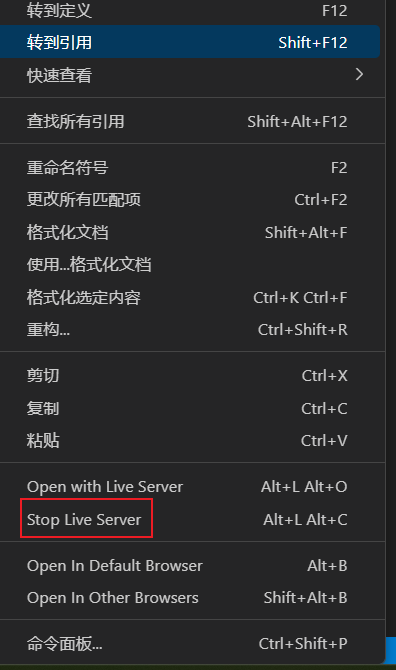 转到定义 F12
转到引用 Shift+F12
快速查看
查找所有引用 Shift+Alt+F12
重命名符号 F2
更改所有匹配项 Ctrl+F2
格式化文档 Shift+Alt+F
使用...格式化文档
格式化选定内容 Ctrl+K Ctrl+F
重构... Ctrl+Shift+R
剪切 Ctrl+X
复制 Ctrl+C
粘贴 Ctrl+V
Open with Live Server Alt+L Alt+O
Stop Live Server Alt+L Alt+C
Open In Default Browser Alt+B
Open In Other Browsers Shift+Alt+B
命令面板... Ctrl+Shift+P